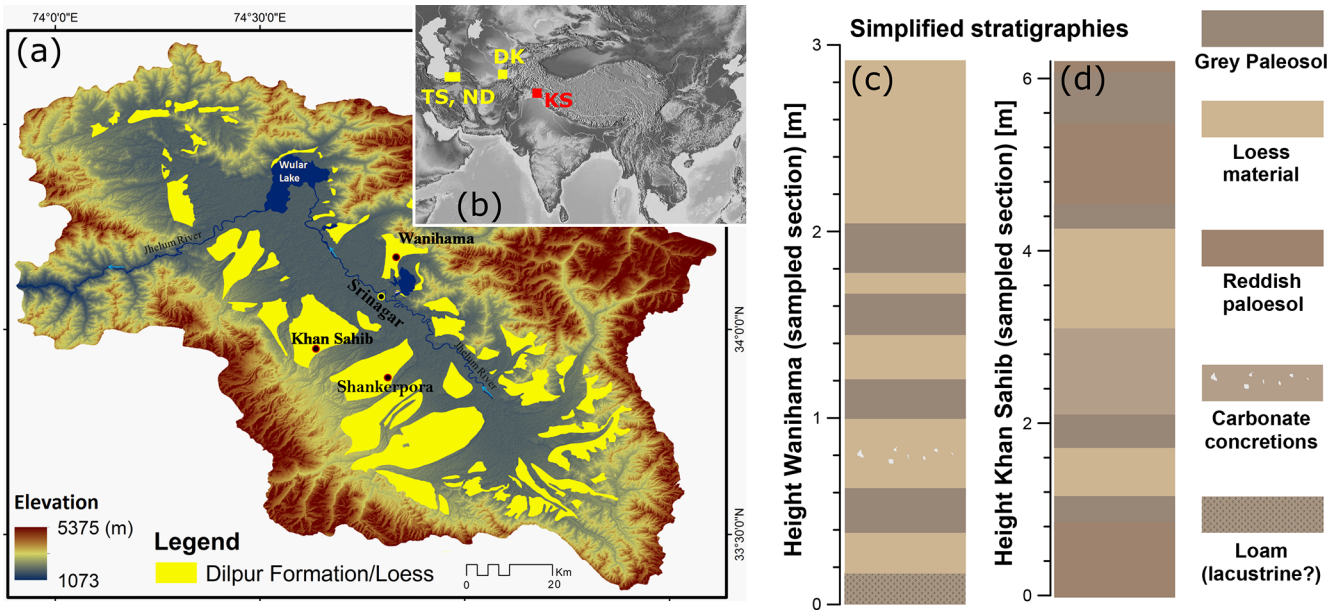 74°0'0"E
74°30'0"E
(a)
Wular
Lake
Jhelum River
Wanihama
Srinagar
Khan Sahib
Jhelum River
Shankerpora
34°0'0"N
33°30'0"N
Elevation
5375 (m)
1073
Legend
Dilpur Formation/Loess
0
20
Km
DK
TS, ND
KS
(b)
Simplified stratigraphies
Height Wanihama (sampled section) [m]
3
2
1
0
(c)
Height Khan Sahib (sampled section) [m]
6
4
2
0
(d)
Grey Paleosol
Loess
material
Reddish
paloesol
Carbonate
concretions
Loam
(lacustrine?)